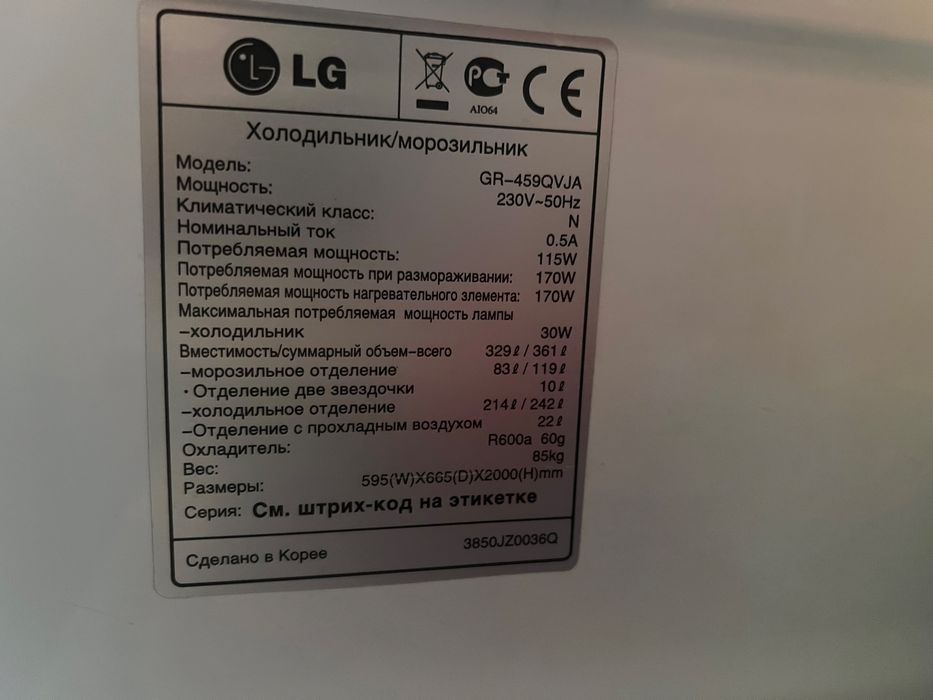 LG
РСТ
АЮ64
CE
Холодильник/морозильник
Модель: GR-459QVJA
Мощность: 230V~50Hz
Климатический класс: N
Номинальный ток 0.5A
Потребляемая мощность: 115W
Потребляемая мощность при размораживании: 170W
Потребляемая мощность нагревательного элемента: 170W
Максимальная потребляемая мощность лампы
-холодильник 30W
Вместимость/суммарный объем-всего 329ℓ / 361ℓ
-морозильное отделение 83ℓ / 119ℓ
· Отделение две звездочки 10ℓ
-холодильное отделение 214ℓ / 242ℓ
-Отделение с прохладным воздухом 22ℓ
Охладитель: R600a 60g
Вес: 85kg
Размеры: 595(W)X665(D)X2000(H)mm
Серия: См. штрих-код на этикетке
Сделано в Корее 3850JZ0036Q